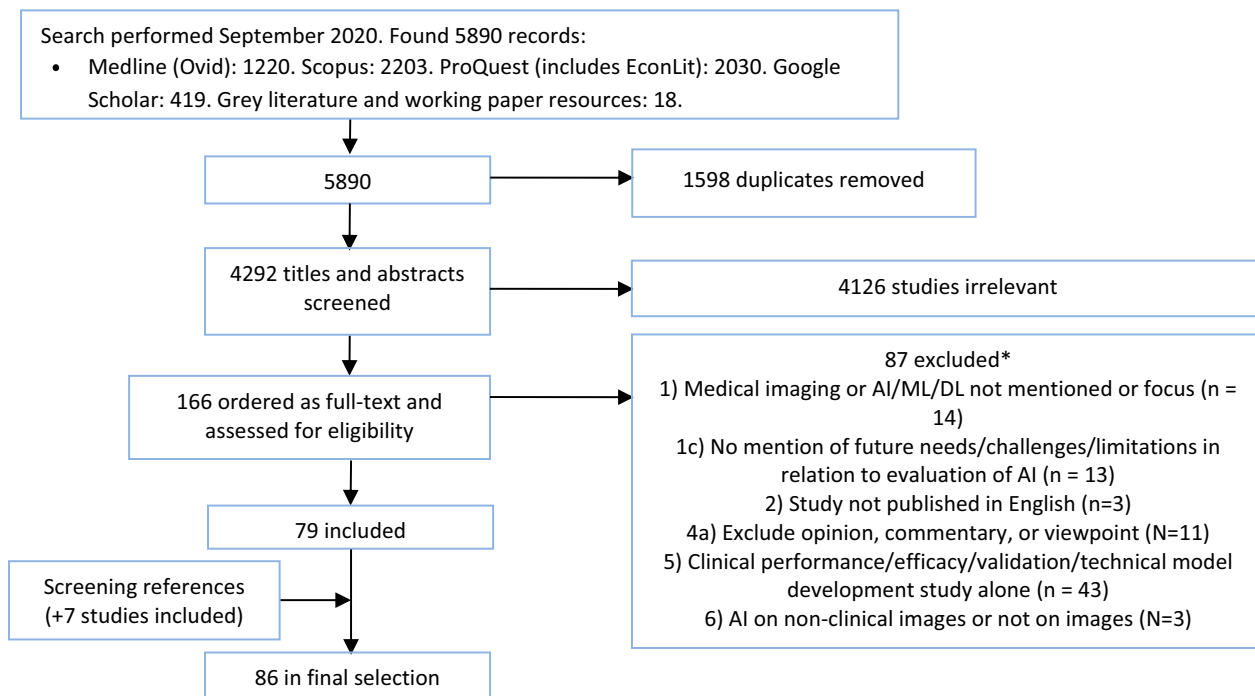 Search performed September 2020. Found 5890 records:
• Medline (Ovid): 1220. Scopus: 2203. ProQuest (includes EconLit): 2030. Google
Scholar: 419. Grey literature and working paper resources: 18.
5890
1598 duplicates removed
4292 titles and abstracts
screened
4126 studies irrelevant
166 ordered as full-text and
assessed for eligibility
87 excluded*
1) Medical imaging or AI/ML/DL not mentioned or focus (n =
14)
1c) No mention of future needs/challenges/limitations in
relation to evaluation of AI (n = 13)
2) Study not published in English (n=3)
4a) Exclude opinion, commentary, or viewpoint (N=11)
5) Clinical performance/efficacy/validation/technical model
development study alone (n = 43)
6) AI on non-clinical images or not on images (N=3)
79 included
Screening references
(+7 studies included)
86 in final selection